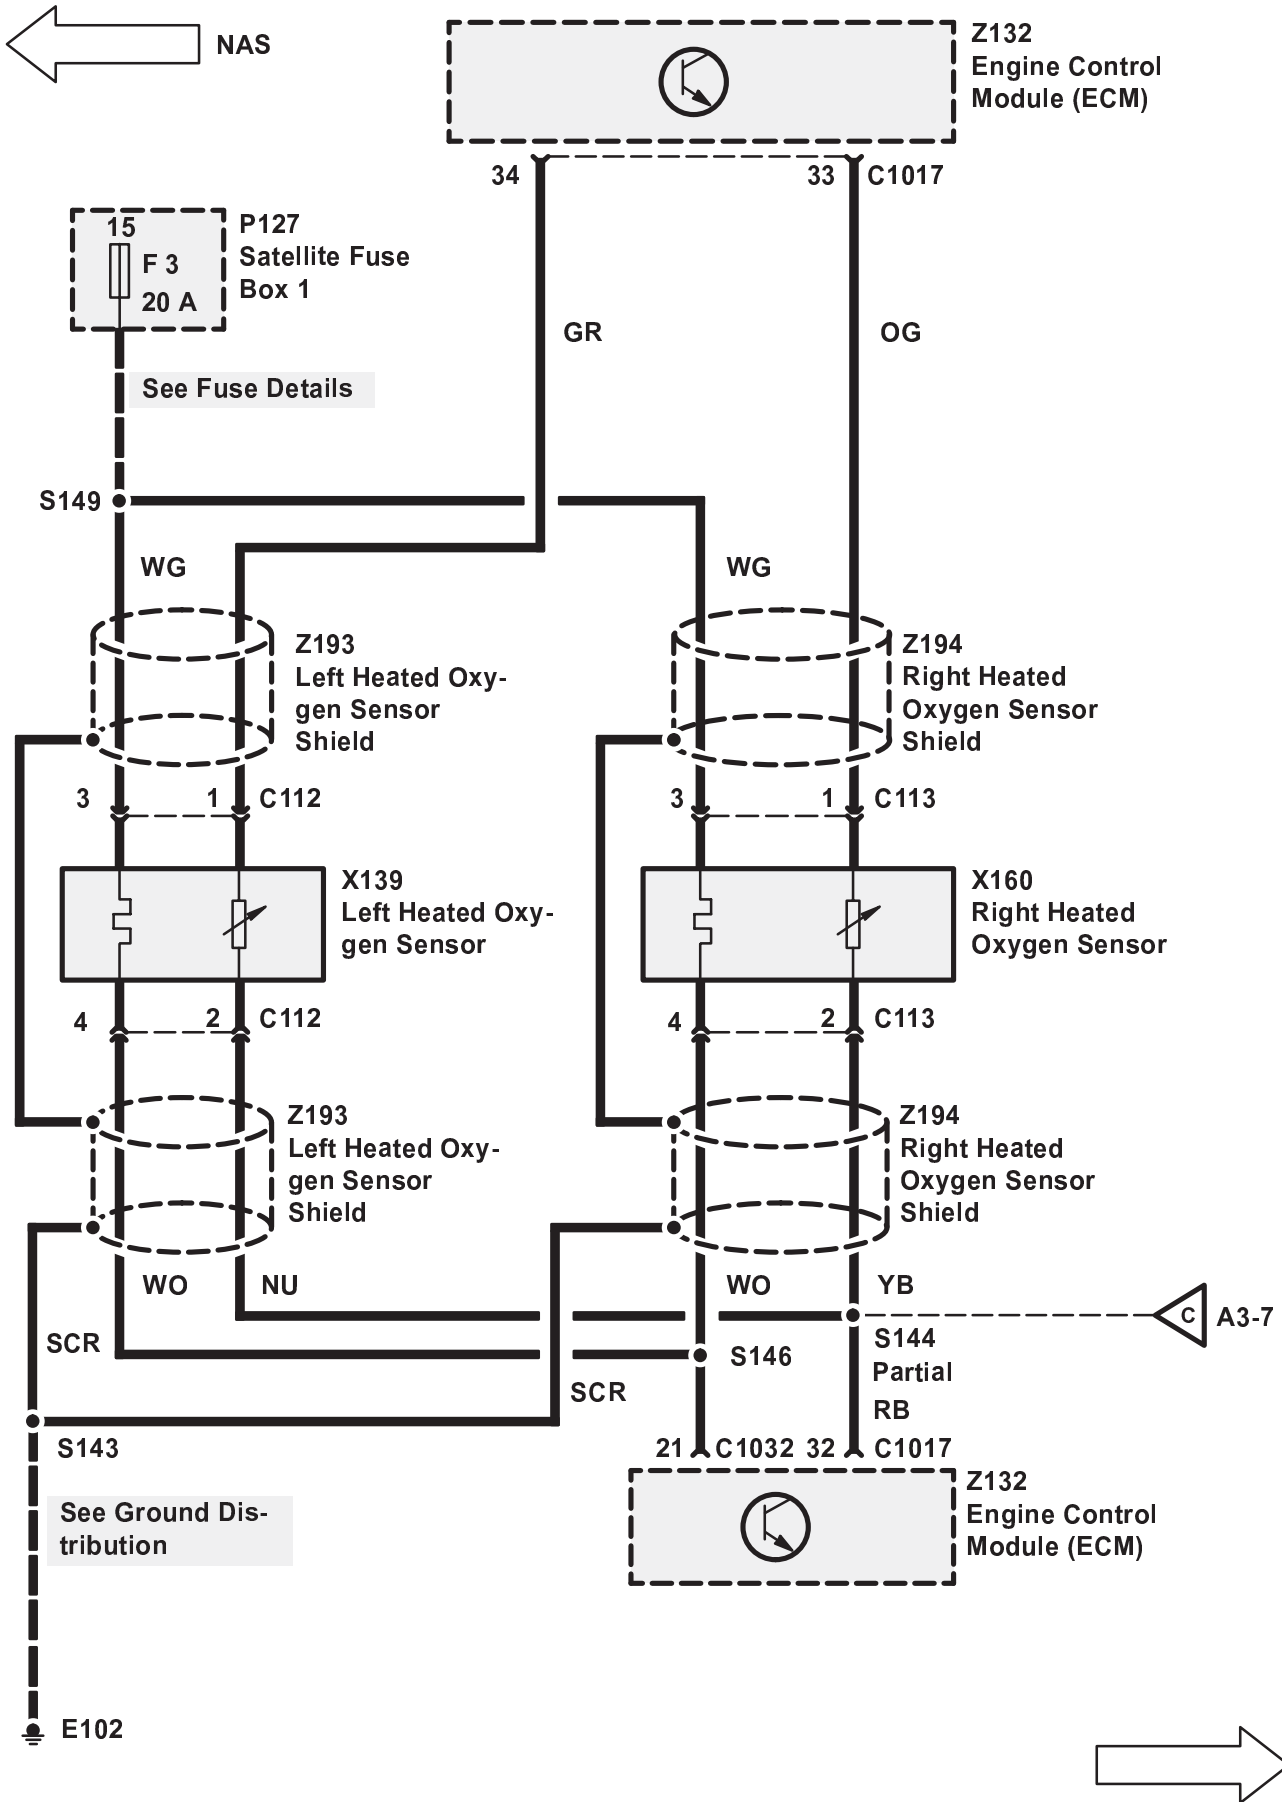 NAS
Z132
Engine Control
Module (ECM)
34
33
C1017
15
F 3
20 A
P127
Satellite Fuse
Box 1
GR
OG
See Fuse Details
S149
WG
WG
Z193
Left Heated Oxy-
gen Sensor
Shield
Z194
Right Heated
Oxygen Sensor
Shield
3
1
C112
3
1
C113
X139
Left Heated Oxy-
gen Sensor
X160
Right Heated
Oxygen Sensor
4
2
C112
4
2
C113
Z193
Left Heated Oxy-
gen Sensor
Shield
Z194
Right Heated
Oxygen Sensor
Shield
WO
NU
WO
YB
C
A3-7
SCR
S146
S144
Partial
SCR
RB
S143
21
C1032
32
C1017
Z132
Engine Control
Module (ECM)
See Ground Dis-
tribution
E102